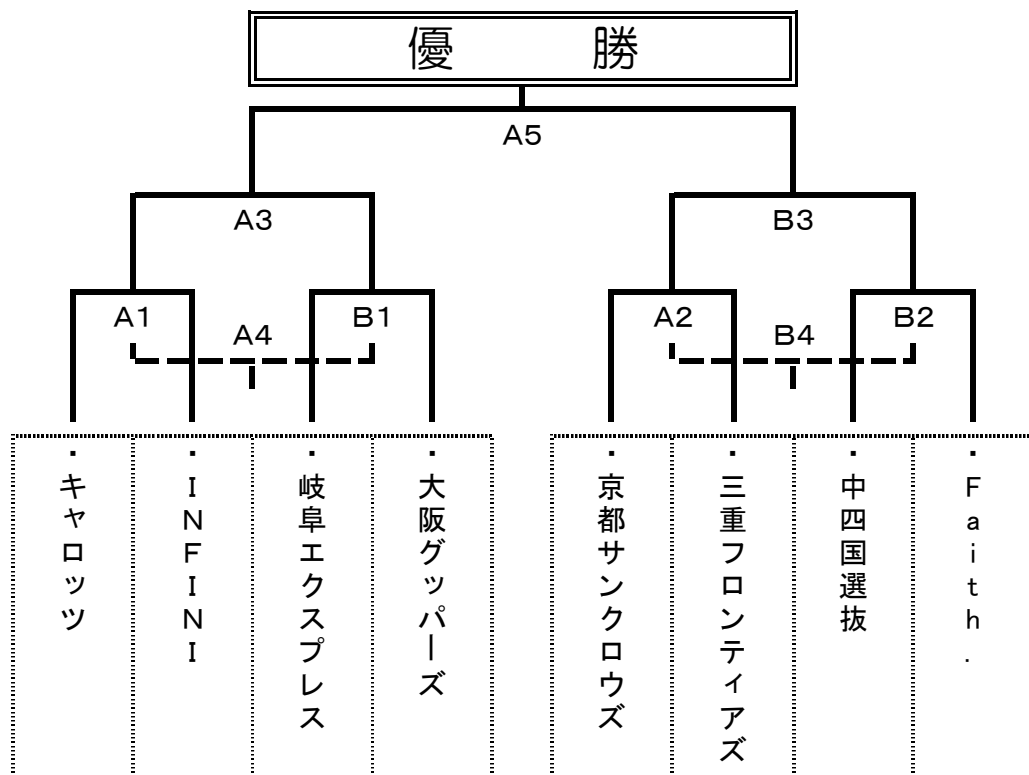 優　勝
A5
A3
B3
A1
B1
A2
B2
A4
B4
・キャロッツ
・INFINI
・岐阜エクスプレス
・大阪グッパーズ
・京都サンクロウズ
・三重フロンティアズ
・中四国選抜
・Faith.